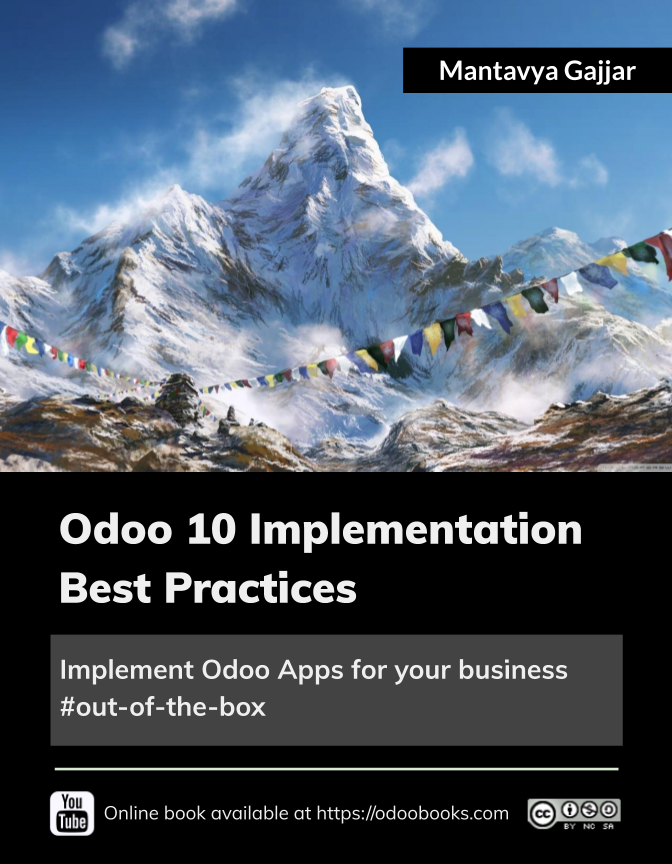 Mantavya Gajjar
Odoo 10 Implementation
Best Practices
Implement Odoo Apps for your business
#out-of-the-box
You
Tube
Online book available at https://odoobooks.com
cc
BY NC SA